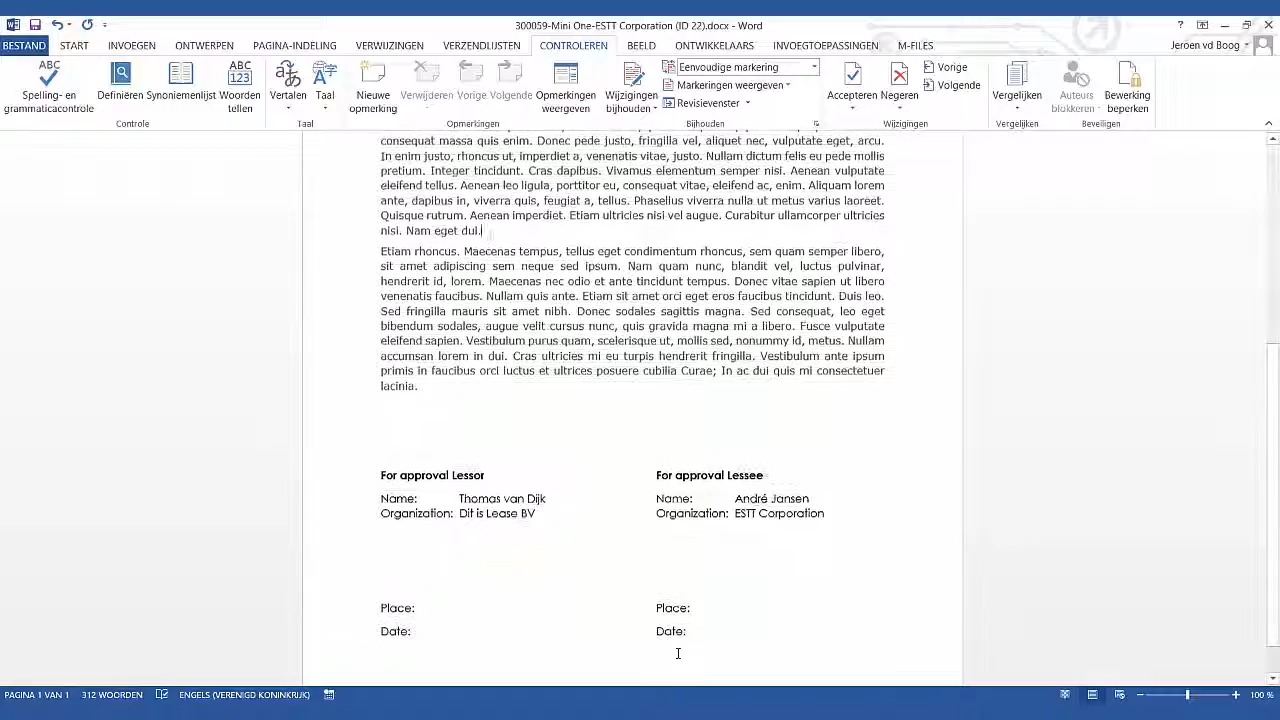 300059-Mini One-ESTT Corporation (ID 22).docx - Word
BESTAND START INVOEGEN ONTWERPEN PAGINA-INDELING VERWIJZINGEN VERZENDLIJSTEN CONTROLEREN BEELD ONTWIKKELAARS INVOEGTOEPASSINGEN M-FILES Jeroen vd Boog
Spelling- en grammaticacontrole
Definiëren
Synoniemenlijst
Woorden tellen
Vertalen
Taal
Nieuwe opmerking
Verwijderen
Vorige
Volgende
Opmerkingen weergeven
Wijzigingen bijhouden
Eenvoudige markering
Markeringen weergeven
Revisievenster
Accepteren
Negeren
Vorige
Volgende
Vergelijken
Auteurs blokkeren
Bewerking beperken
Controle Taal Opmerkingen Bijhouden Wijzigingen Vergelijken Beveiligen
consequat massa quis enim. Donec pede justo, fringilla vel, aliquet nec, vulputate eget, arcu.
In enim justo, rhoncus ut, imperdiet a, venenatis vitae, justo. Nullam dictum felis eu pede mollis
pretium. Integer tincidunt. Cras dapibus. Vivamus elementum semper nisi. Aenean vulputate
eleifend tellus. Aenean leo ligula, porttitor eu, consequat vitae, eleifend ac, enim. Aliquam lorem
ante, dapibus in, viverra quis, feugiat a, tellus. Phasellus viverra nulla ut metus varius laoreet.
Quisque rutrum. Aenean imperdiet. Etiam ultricies nisi vel augue. Curabitur ullamcorper ultricies
nisi. Nam eget dui.
Etiam rhoncus. Maecenas tempus, tellus eget condimentum rhoncus, sem quam semper libero,
sit amet adipiscing sem neque sed ipsum. Nam quam nunc, blandit vel, luctus pulvinar,
hendrerit id, lorem. Maecenas nec odio et ante tincidunt tempus. Donec vitae sapien ut libero
venenatis faucibus. Nullam quis ante. Etiam sit amet orci eget eros faucibus tincidunt. Duis leo.
Sed fringilla mauris sit amet nibh. Donec sodales sagittis magna. Sed consequat, leo eget
bibendum sodales, augue velit cursus nunc, quis gravida magna mi a libero. Fusce vulputate
eleifend sapien. Vestibulum purus quam, scelerisque ut, mollis sed, nonummy id, metus. Nullam
accumsan lorem in dui. Cras ultricies mi eu turpis hendrerit fringilla. Vestibulum ante ipsum
primis in faucibus orci luctus et ultrices posuere cubilia Curae; In ac dui quis mi consectetuer
lacinia.
For approval Lessor For approval Lessee
Name: Thomas van Dijk Name: André Jansen
Organization: Dit is Lease BV Organization: ESTT Corporation
Place: Place:
Date: Date:
PAGINA 1 VAN 1 312 WOORDEN ENGELS (VERENIGD KONINKRIJK) 100 %